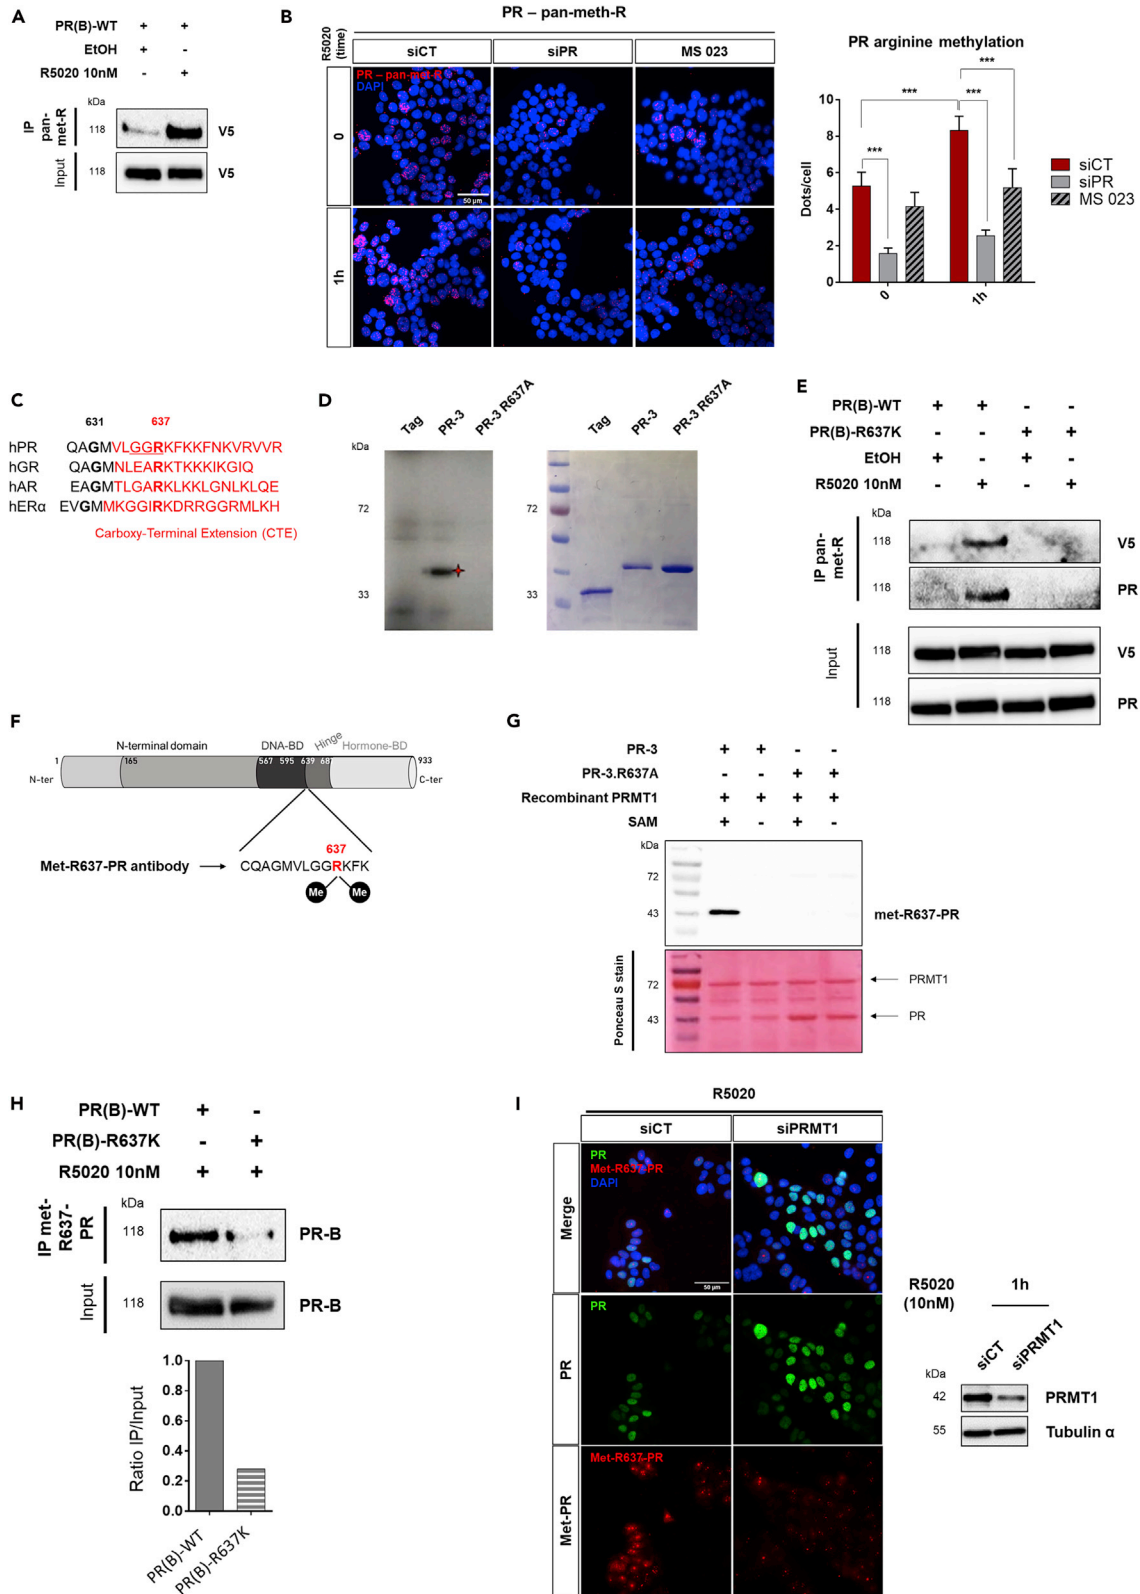 A
PR(B)-WT + +
EtOH + -
R5020 10nM - +
kDa
IP pan-met-R
118
V5
Input
118
V5
B
PR – pan-meth-R
R5020 (time)
siCT siPR MS 023
PR – pan-met-R
DAPI
0
50 µm
1h
PR arginine methylation
***
***
***
***
10
8
6
4
2
0
Dots/cell
0 1h
siCT
siPR
MS 023
C
631 637
hPR QAGMVLGGRKFKKFNKVRVVR
hGR QAGMNLEARKTKKKIKGIQ
hAR EAGMTLGARKLKKLGNLKLQE
hERα EVGMMKGGIRKDRRGGRMLKH
Carboxy-Terminal Extension (CTE)
D
Tag PR-3 PR-3 R637A
kDa
72
33
Tag PR-3 PR-3 R637A
72
33
E
PR(B)-WT + + - -
PR(B)-R637K - - + +
EtOH + - + -
R5020 10nM - + - +
kDa
IP pan-met-R
118
V5
118
PR
Input
118
V5
118
PR
F
N-terminal domain DNA-BD Hinge Hormone-BD
1 165 567 595 639 687 933
N-ter C-ter
637
Met-R637-PR antibody CQAGMVLGGRKFK
Me Me
G
PR-3 + + - -
PR-3.R637A - - + +
Recombinant PRMT1 + + + +
SAM + - + -
kDa
72
43
met-R637-PR
Ponceau S stain
72
43
PRMT1
PR
H
PR(B)-WT + -
PR(B)-R637K - +
R5020 10nM + +
kDa
IP met-R637-PR
118
PR-B
Input
118
PR-B
1.0
0.8
0.6
0.4
0.2
0.0
Ratio IP/Input
PR(B)-WT
PR(B)-R637K
I
R5020
siCT siPRMT1
Merge
PR
Met-R637-PR
DAPI
50 µm
PR
PR
Met-PR
Met-R637-PR
R5020 (10nM)
1h
siCT siPRMT1
kDa
42
PRMT1
55
Tubulin α